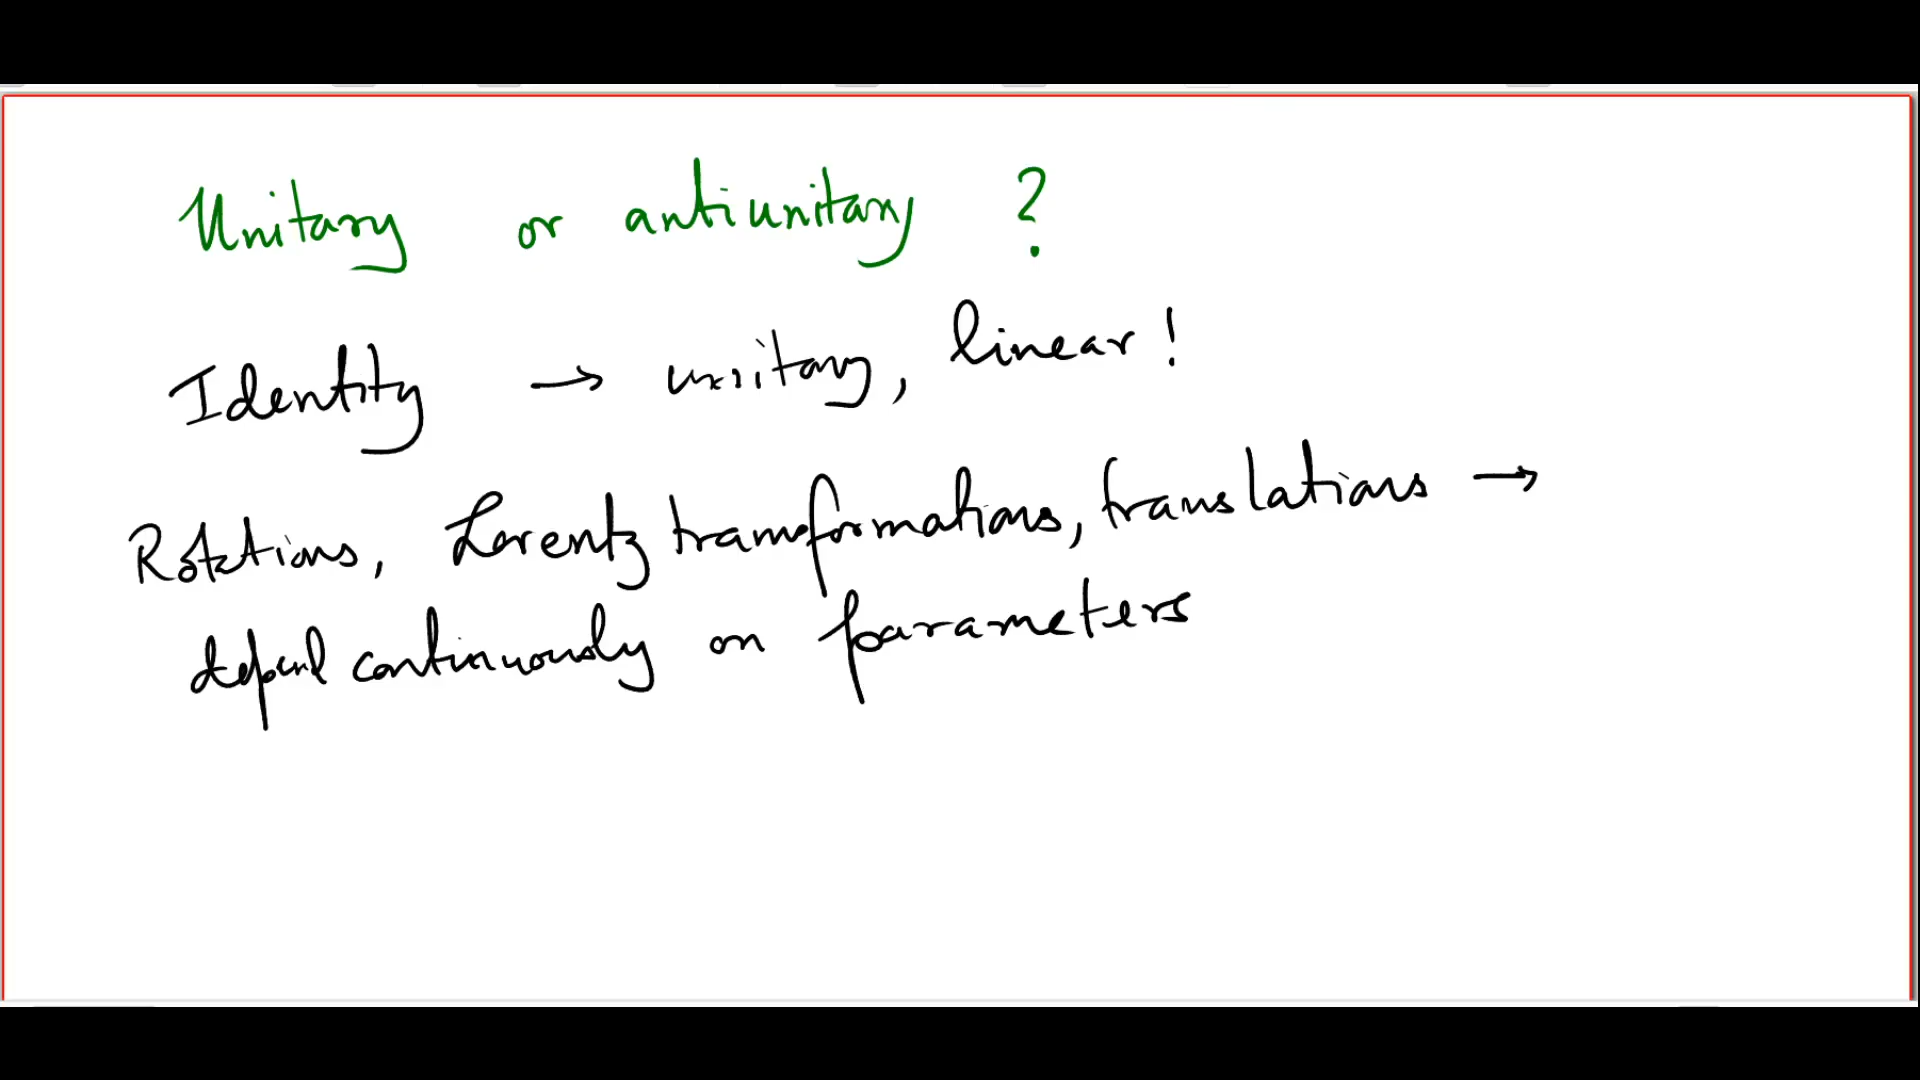 Unitary or antiunitary ?
Identity → unitary, linear!
Rotations, Lorentz transformations, translations →
depend continuously on parameters